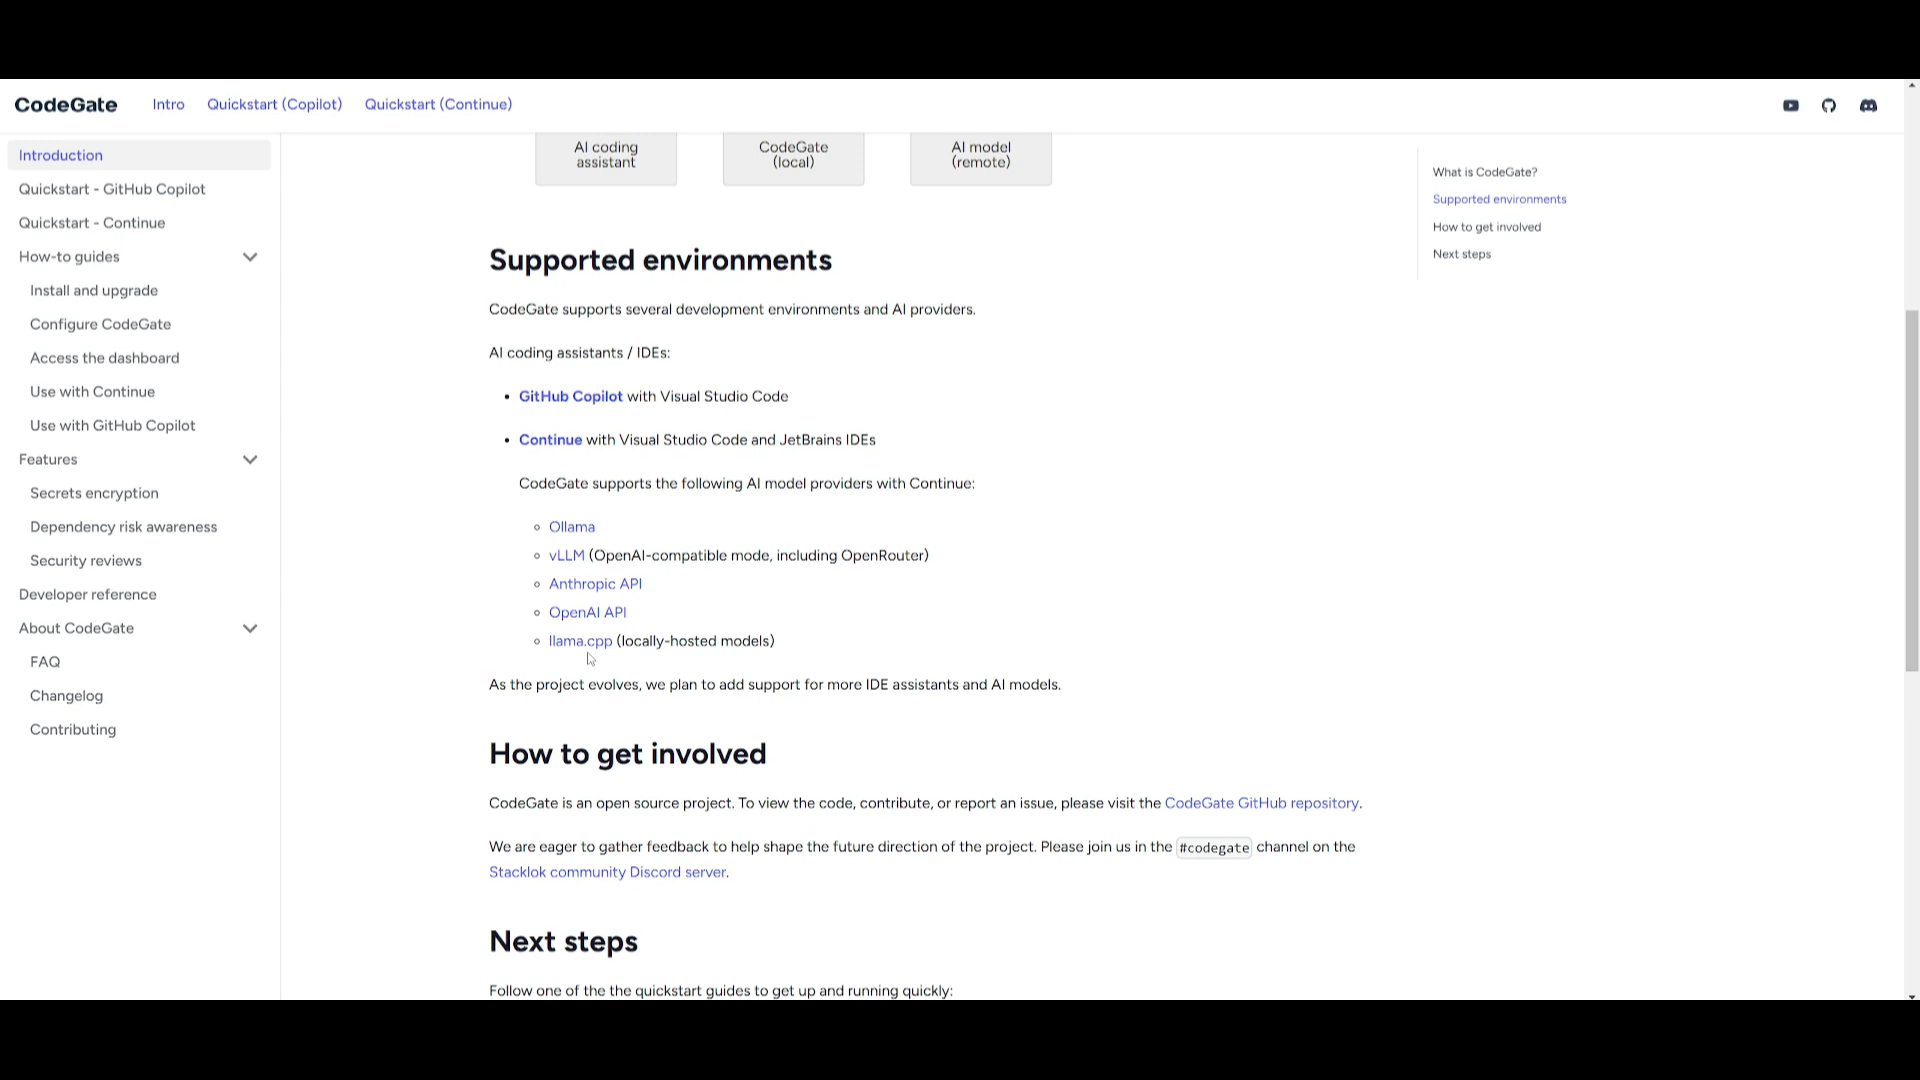 CodeGate Intro Quickstart (Copilot) Quickstart (Continue)
Introduction
Quickstart - GitHub Copilot
Quickstart - Continue
How-to guides
Install and upgrade
Configure CodeGate
Access the dashboard
Use with Continue
Use with GitHub Copilot
Features
Secrets encryption
Dependency risk awareness
Security reviews
Developer reference
About CodeGate
FAQ
Changelog
Contributing
AI coding
assistant
CodeGate
(local)
AI model
(remote)
Supported environments
CodeGate supports several development environments and AI providers.
AI coding assistants / IDEs:
• GitHub Copilot with Visual Studio Code
• Continue with Visual Studio Code and JetBrains IDEs
CodeGate supports the following AI model providers with Continue:
◦ Ollama
◦ vLLM (OpenAI-compatible mode, including OpenRouter)
◦ Anthropic API
◦ OpenAI API
◦ llama.cpp (locally-hosted models)
As the project evolves, we plan to add support for more IDE assistants and AI models.
How to get involved
CodeGate is an open source project. To view the code, contribute, or report an issue, please visit the CodeGate GitHub repository.
We are eager to gather feedback to help shape the future direction of the project. Please join us in the #codegate channel on the
Stacklok community Discord server.
Next steps
Follow one of the the quickstart guides to get up and running quickly:
What is CodeGate?
Supported environments
How to get involved
Next steps